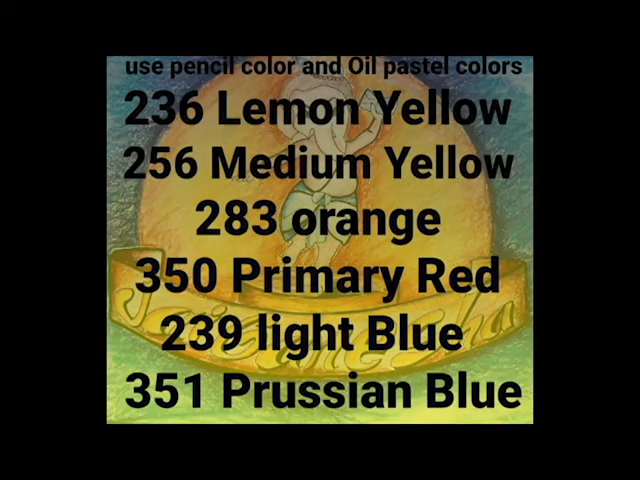 use pencil color and Oil pastel colors
236 Lemon Yellow
256 Medium Yellow
283 orange
350 Primary Red
239 light Blue
351 Prussian Blue